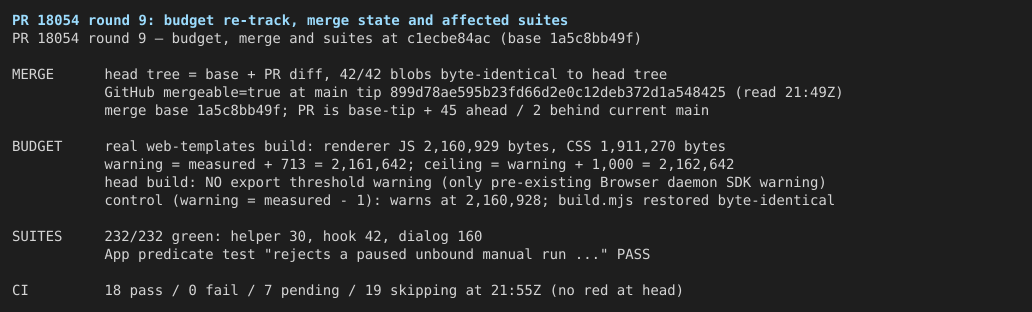 PR 18054 round 9: budget re-track, merge state and affected suites
PR 18054 round 9 — budget, merge and suites at c1ecbe84ac (base 1a5c8bb49f)
MERGE head tree = base + PR diff, 42/42 blobs byte-identical to head tree
GitHub mergeable=true at main tip 899d78ae595b23fd66d2e0c12deb372d1a548425 (read 21:49Z)
merge base 1a5c8bb49f; PR is base-tip + 45 ahead / 2 behind current main
BUDGET real web-templates build: renderer JS 2,160,929 bytes, CSS 1,911,270 bytes
warning = measured + 713 = 2,161,642; ceiling = warning + 1,000 = 2,162,642
head build: NO export threshold warning (only pre-existing Browser daemon SDK warning)
control (warning = measured - 1): warns at 2,160,928; build.mjs restored byte-identical
SUITES 232/232 green: helper 30, hook 42, dialog 160
App predicate test "rejects a paused unbound manual run ..." PASS
CI 18 pass / 0 fail / 7 pending / 19 skipping at 21:55Z (no red at head)